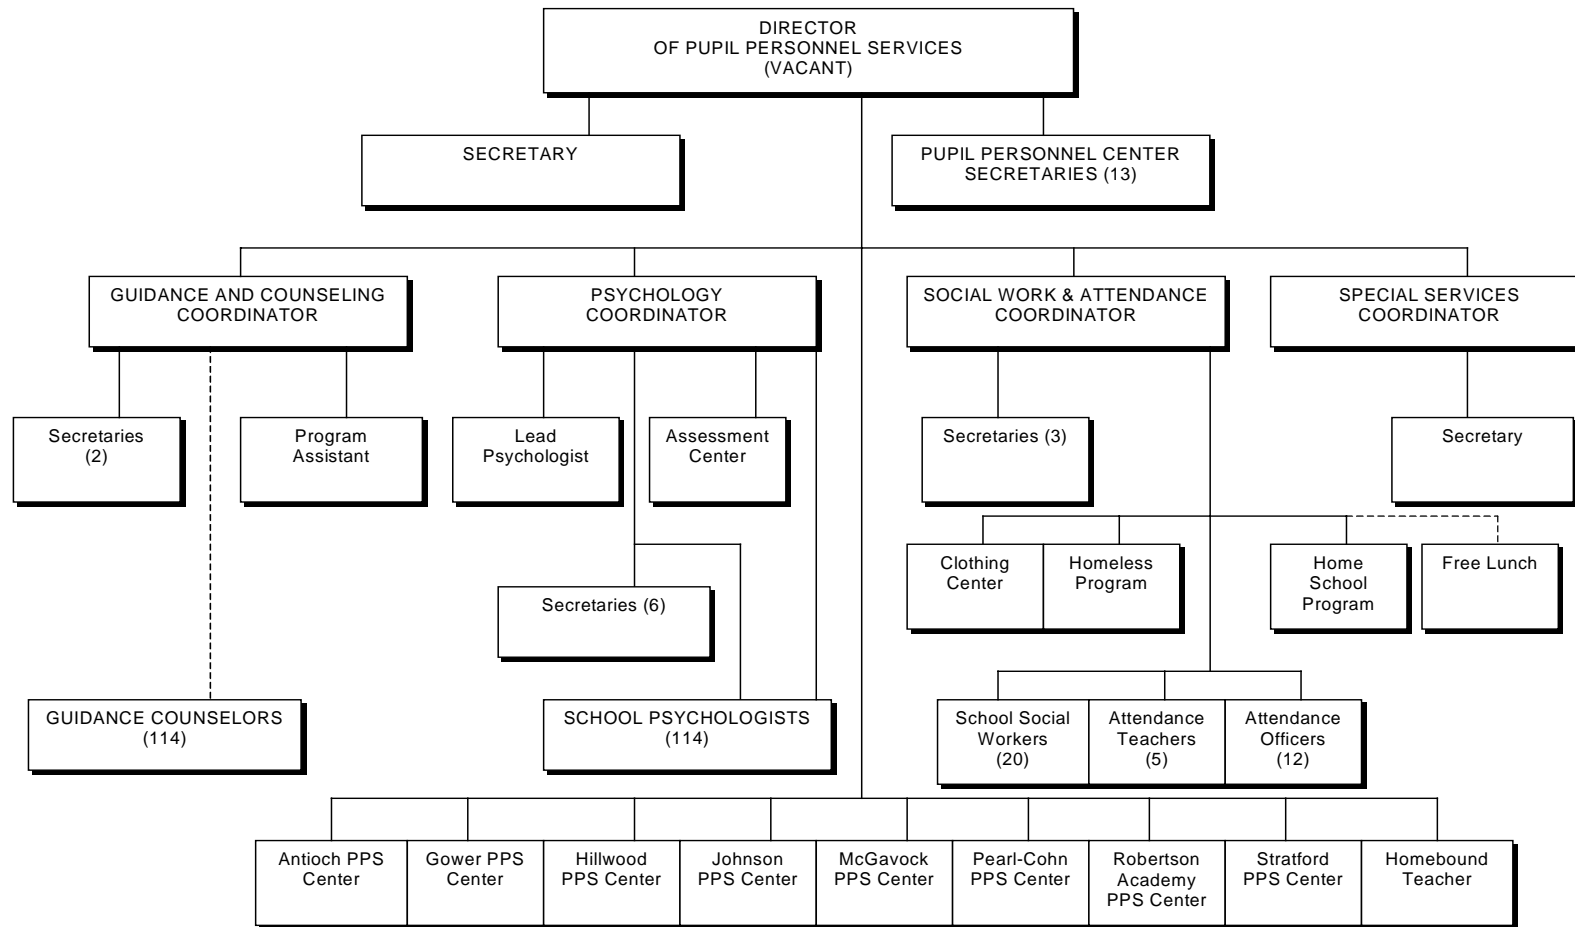 DIRECTOR
OF PUPIL PERSONNEL SERVICES
(VACANT)
SECRETARY
PUPIL PERSONNEL CENTER
SECRETARIES (13)
GUIDANCE AND COUNSELING
COORDINATOR
PSYCHOLOGY
COORDINATOR
SOCIAL WORK & ATTENDANCE
COORDINATOR
SPECIAL SERVICES
COORDINATOR
Secretaries
(2)
Program
Assistant
Lead
Psychologist
Assessment
Center
Secretaries (3)
Secretary
Clothing
Center
Homeless
Program
Home
School
Program
Free Lunch
Secretaries (6)
GUIDANCE COUNSELORS
(114)
SCHOOL PSYCHOLOGISTS
(114)
School Social
Workers
(20)
Attendance
Teachers
(5)
Attendance
Officers
(12)
Antioch PPS
Center
Gower PPS
Center
Hillwood
PPS Center
Johnson
PPS Center
McGavock
PPS Center
Pearl-Cohn
PPS Center
Robertson
Academy
PPS Center
Stratford
PPS Center
Homebound
Teacher